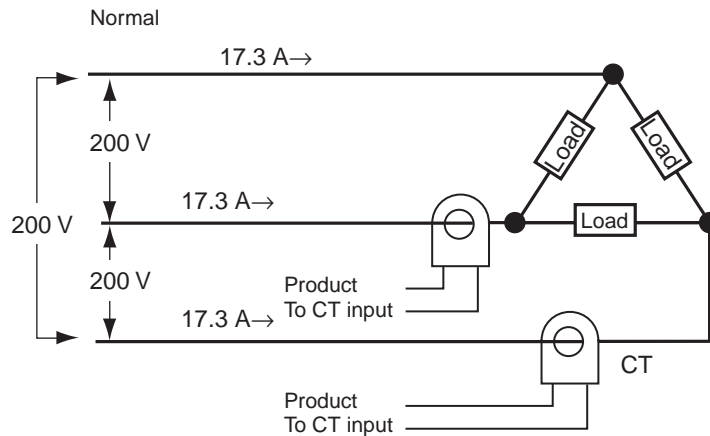 Normal
17.3 A→
200 V
Load
Load
200 V
17.3 A→
Load
200 V
Product
To CT input
17.3 A→
CT
Product
To CT input